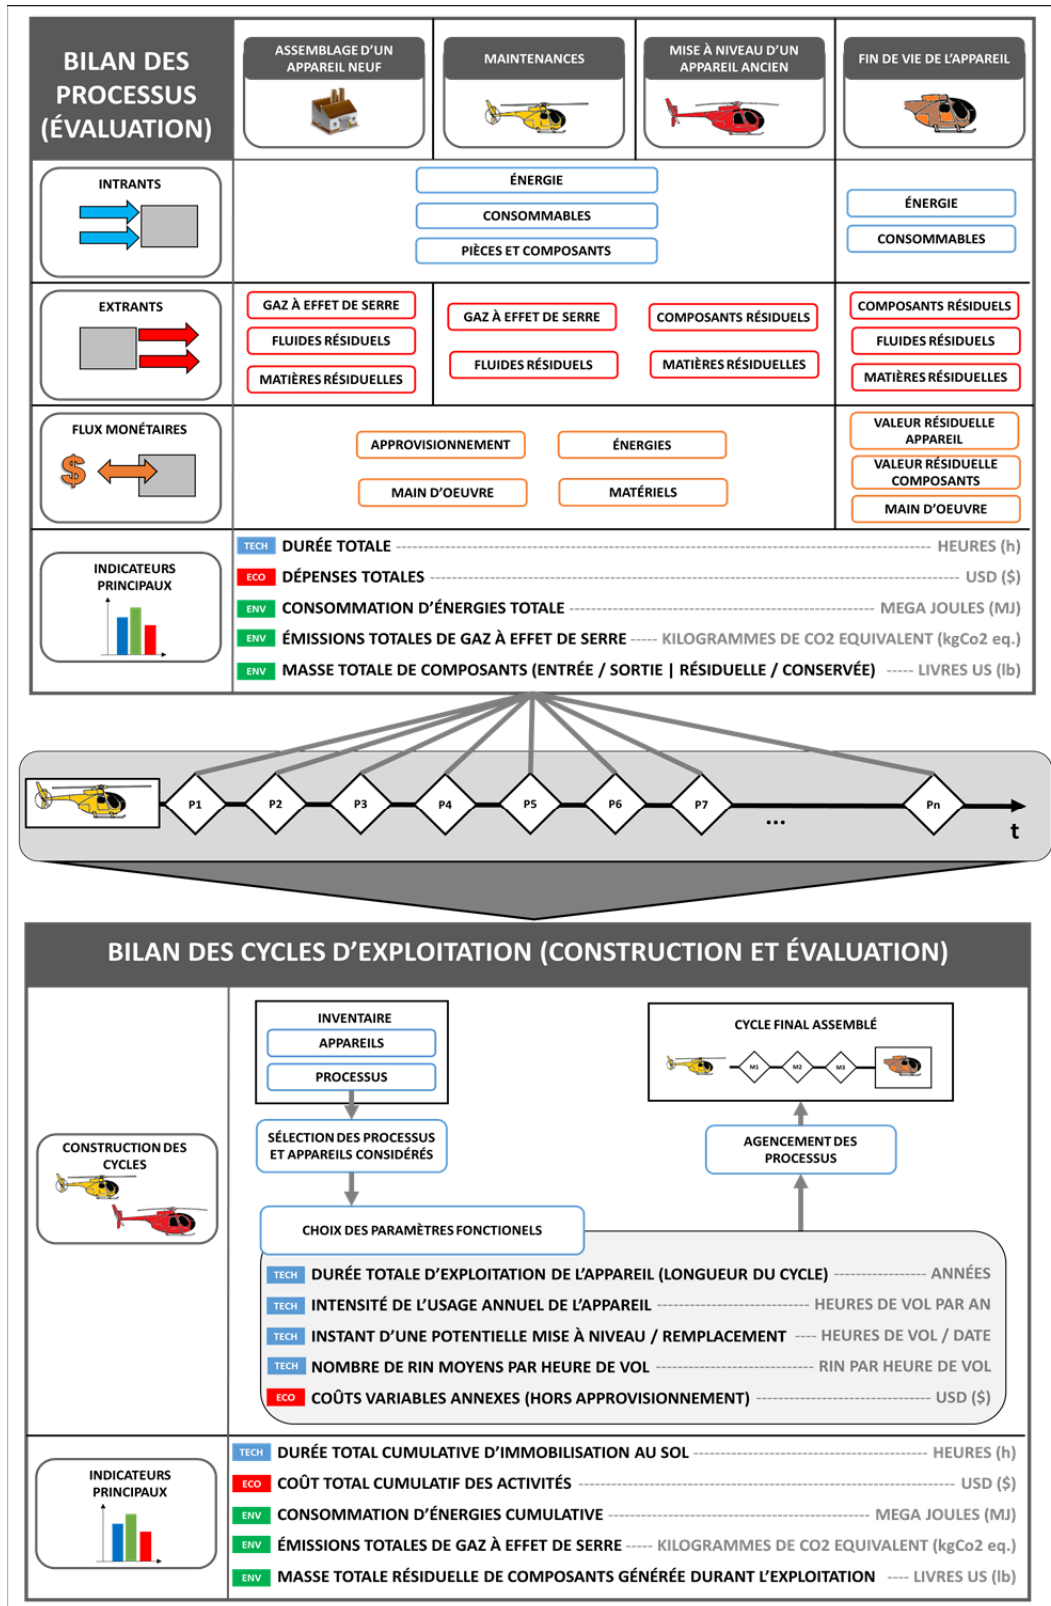 BILAN DES
PROCESSUS
(ÉVALUATION)
ASSEMBLAGE D'UN
APPAREIL NEUF
MAINTENANCES
MISE À NIVEAU D'UN
APPAREIL ANCIEN
FIN DE VIE DE L'APPAREIL
INTRANTS
ÉNERGIE
CONSOMMABLES
PIÈCES ET COMPOSANTS
ÉNERGIE
CONSOMMABLES
EXTRANTS
GAZ À EFFET DE SERRE
FLUIDES RÉSIDUELS
MATIÈRES RÉSIDUELLES
GAZ À EFFET DE SERRE
FLUIDES RÉSIDUELS
COMPOSANTS RÉSIDUELS
MATIÈRES RÉSIDUELLES
COMPOSANTS RÉSIDUELS
FLUIDES RÉSIDUELS
MATIÈRES RÉSIDUELLES
FLUX MONÉTAIRES
$
APPROVISIONNEMENT
ÉNERGIES
MAIN D'OEUVRE
MATÉRIELS
VALEUR RÉSIDUELLE
APPAREIL
VALEUR RÉSIDUELLE
COMPOSANTS
MAIN D'OEUVRE
INDICATEURS
PRINCIPAUX
TECH DURÉE TOTALE HEURES (h)
ECO DÉPENSES TOTALES USD ($)
ENV CONSOMMATION D'ÉNERGIES TOTALE MEGA JOULES (MJ)
ENV ÉMISSIONS TOTALES DE GAZ À EFFET DE SERRE KILOGRAMMES DE CO2 EQUIVALENT (kgCo2 eq.)
ENV MASSE TOTALE DE COMPOSANTS (ENTRÉE / SORTIE | RÉSIDUELLE / CONSERVÉE) LIVRES US (lb)
P1 P2 P3 P4 P5 P6 P7 ... Pn
t
BILAN DES CYCLES D'EXPLOITATION (CONSTRUCTION ET ÉVALUATION)
CONSTRUCTION DES
CYCLES
INVENTAIRE
APPAREILS
PROCESSUS
SÉLECTION DES PROCESSUS
ET APPAREILS CONSIDÉRÉS
CYCLE FINAL ASSEMBLÉ
M1 M2 M3
AGENCEMENT DES
PROCESSUS
CHOIX DES PARAMÈTRES FONCTIONELS
TECH DURÉE TOTALE D'EXPLOITATION DE L'APPAREIL (LONGUEUR DU CYCLE) ANNÉES
TECH INTENSITÉ DE L'USAGE ANNUEL DE L'APPAREIL HEURES DE VOL PAR AN
TECH INSTANT D'UNE POTENTIELLE MISE À NIVEAU / REMPLACEMENT HEURES DE VOL / DATE
TECH NOMBRE DE RIN MOYENS PAR HEURE DE VOL RIN PAR HEURE DE VOL
ECO COÛTS VARIABLES ANNEXES (HORS APPROVISIONNEMENT) USD ($)
INDICATEURS
PRINCIPAUX
TECH DURÉE TOTAL CUMULATIVE D'IMMOBILISATION AU SOL HEURES (h)
ECO COÛT TOTAL CUMULATIF DES ACTIVITÉS USD ($)
ENV CONSOMMATION D'ÉNERGIES CUMULATIVE MEGA JOULES (MJ)
ENV ÉMISSIONS TOTALES DE GAZ À EFFET DE SERRE KILOGRAMMES DE CO2 EQUIVALENT (kgCo2 eq.)
ENV MASSE TOTALE RÉSIDUELLE DE COMPOSANTS GÉNÉRÉE DURANT L'EXPLOITATION LIVRES US (lb)